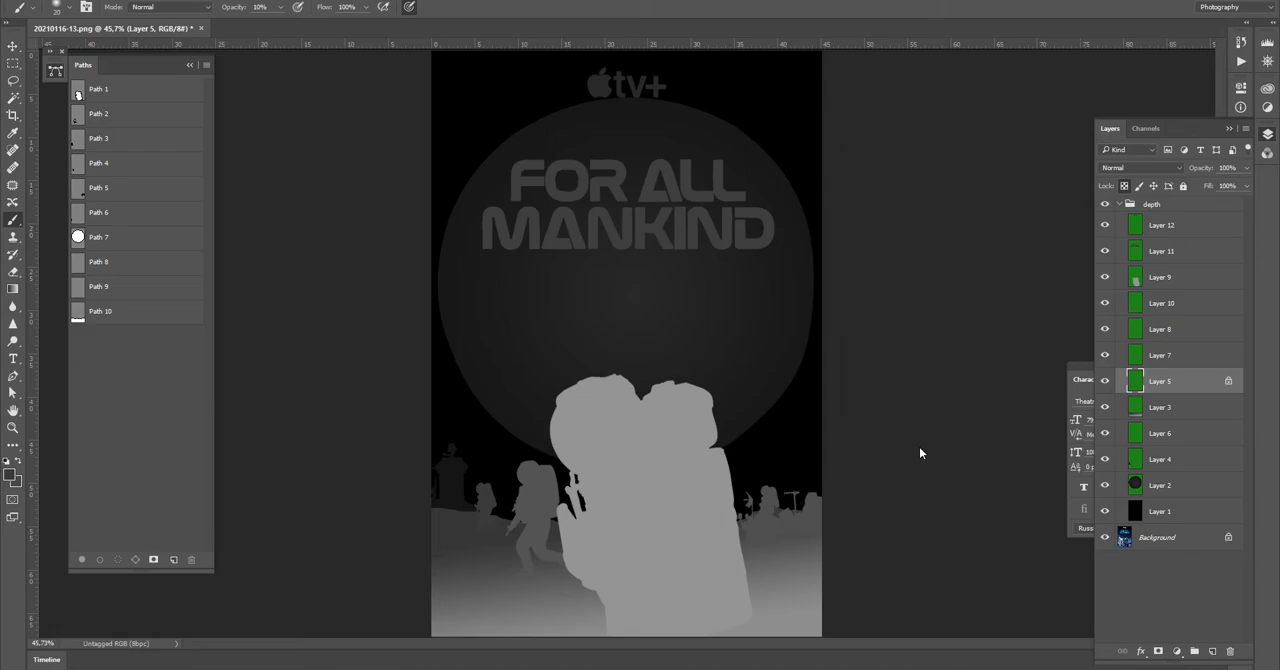 20
Mode: Normal
Opacity: 10%
Flow: 100%
Photography
20210116-13.png @ 45,7% (Layer 5, RGB/8#) *
Paths
Path 1
Path 2
Path 3
Path 4
Path 5
Path 6
Path 7
Path 8
Path 9
Path 10
tv+
FOR ALL
MANKIND
Layers
Channels
Kind
Normal
Opacity: 100%
Lock:
Fill: 100%
depth
Layer 12
Layer 11
Layer 9
Layer 10
Layer 8
Layer 7
Layer 5
Layer 3
Layer 6
Layer 4
Layer 2
Layer 1
Background
45.73%
Untagged RGB (8bpc)
Timeline